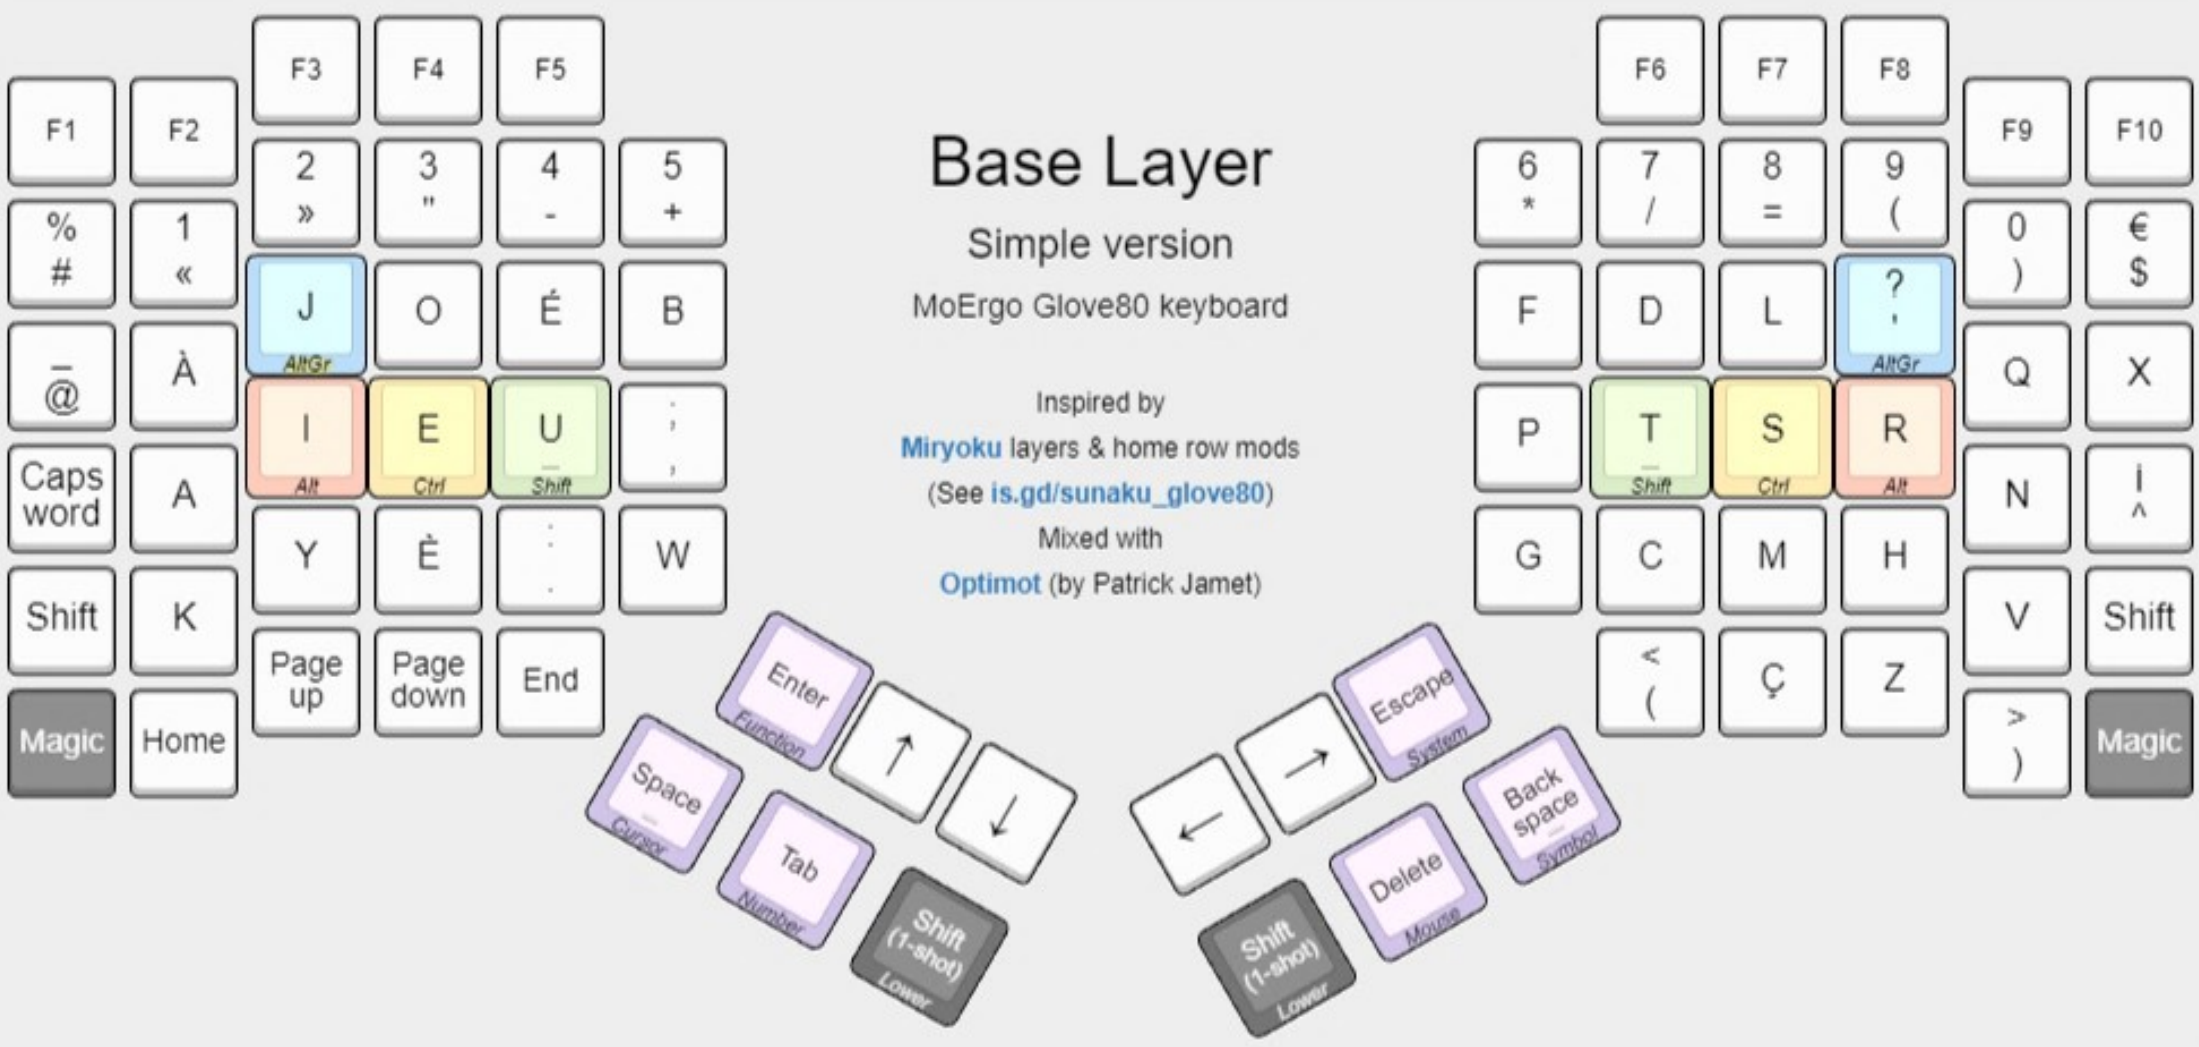 F3 F4 F5
F6 F7 F8
F1 F2
F9 F10
2 3 4 5
» " - +
Base Layer
6 7 8 9
* / = (
% 1
# «
0 €
) $
Simple version
J O É B
AltGr
MoErgo Glove80 keyboard
F D L ?
'
AltGr
_ À
@
Q X
Inspired by
I E U ;
_ ,
Alt Ctrl Shift
Miryoku layers & home row mods
P T S R
_
Shift Ctrl Alt
Caps A
word
(See is.gd/sunaku_glove80)
N ¡
^
Mixed with
Y È : W
.
Optimot (by Patrick Jamet)
G C M H
Shift K
V Shift
Page Page End
up down
Enter
Function
Escape
System
< Ç Z
(
Magic Home
> Magic
)
Space
_
Cursor
↑
→
Back
space
_
Symbol
Tab
Number
↓
←
Delete
Mouse
Shift
(1-shot)
Lower
Shift
(1-shot)
Lower